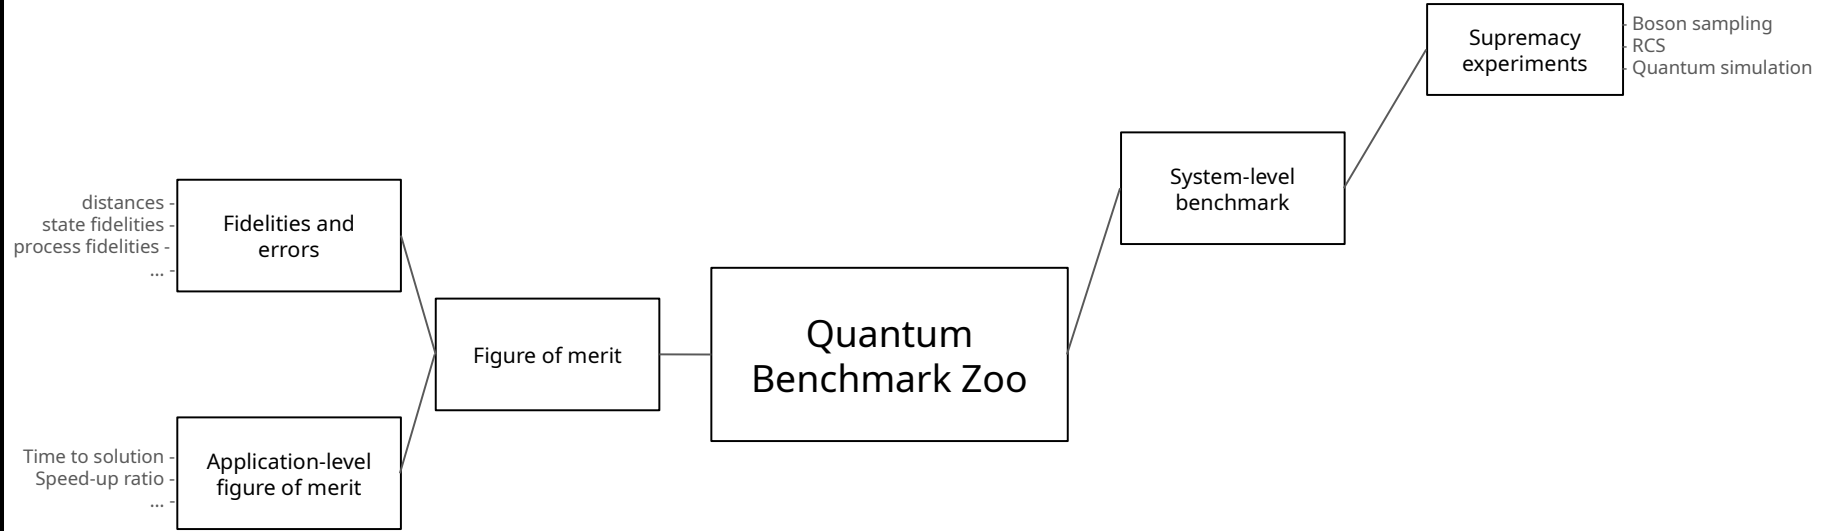 Supremacy
experiments
- Boson sampling
- RCS
- Quantum simulation
System-level
benchmark
distances -
state fidelities -
process fidelities -
... -
Fidelities and
errors
Figure of merit
Quantum
Benchmark Zoo
Time to solution -
Speed-up ratio -
... -
Application-level
figure of merit